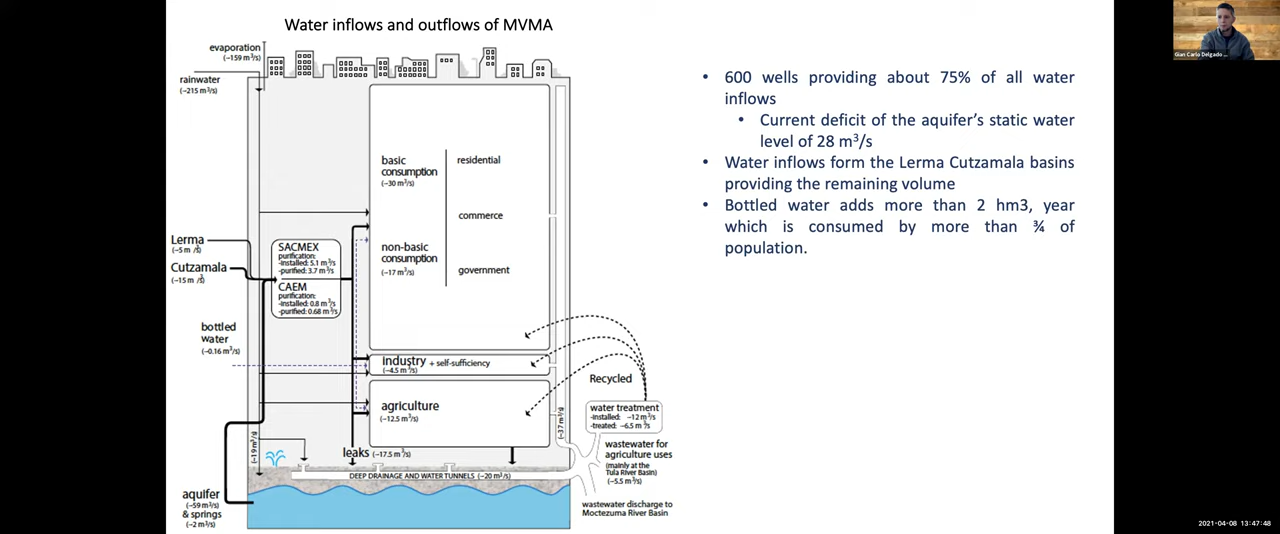 Water inflows and outflows of MVMA
evaporation
(~159 m³/s)
rainwater
(~215 m³/s)
basic
consumption
(~30 m³/s)
residential
commerce
non-basic
consumption
(~17 m³/s)
government
Lerma
(~5 m³/s)
Cutzamala
(~15 m³/s)
SACMEX
purification:
-installed: 5.1 m³/s
-purified: 3.7 m³/s
CAEM
purification:
-installed: 0.8 m³/s
-purified: 0.68 m³/s
bottled
water
(~0.16 m³/s)
industry + self-sufficiency
(~4.5 m³/s)
agriculture
(~12.5 m³/s)
Recycled
water treatment
-installed: ~12 m³/s
-treated: ~6.5 m³/s
(~37 m³/s)
(~19 m³/s)
leaks (~17.5 m³/s)
DEEP DRAINAGE AND WATER TUNNELS (~20 m³/s)
wastewater for
agriculture uses
(mainly at the
Tula River Basin)
(~5.5 m³/s)
wastewater discharge to
Moctezuma River Basin
aquifer
(~59 m³/s)
& springs
(~2 m³/s)
• 600 wells providing about 75% of all water
inflows
• Current deficit of the aquifer's static water
level of 28 m³/s
• Water inflows form the Lerma Cutzamala basins
providing the remaining volume
• Bottled water adds more than 2 hm3, year
which is consumed by more than ¾ of
population.
Gian Carlo Delgado ...
2021-04-08 13:47:48